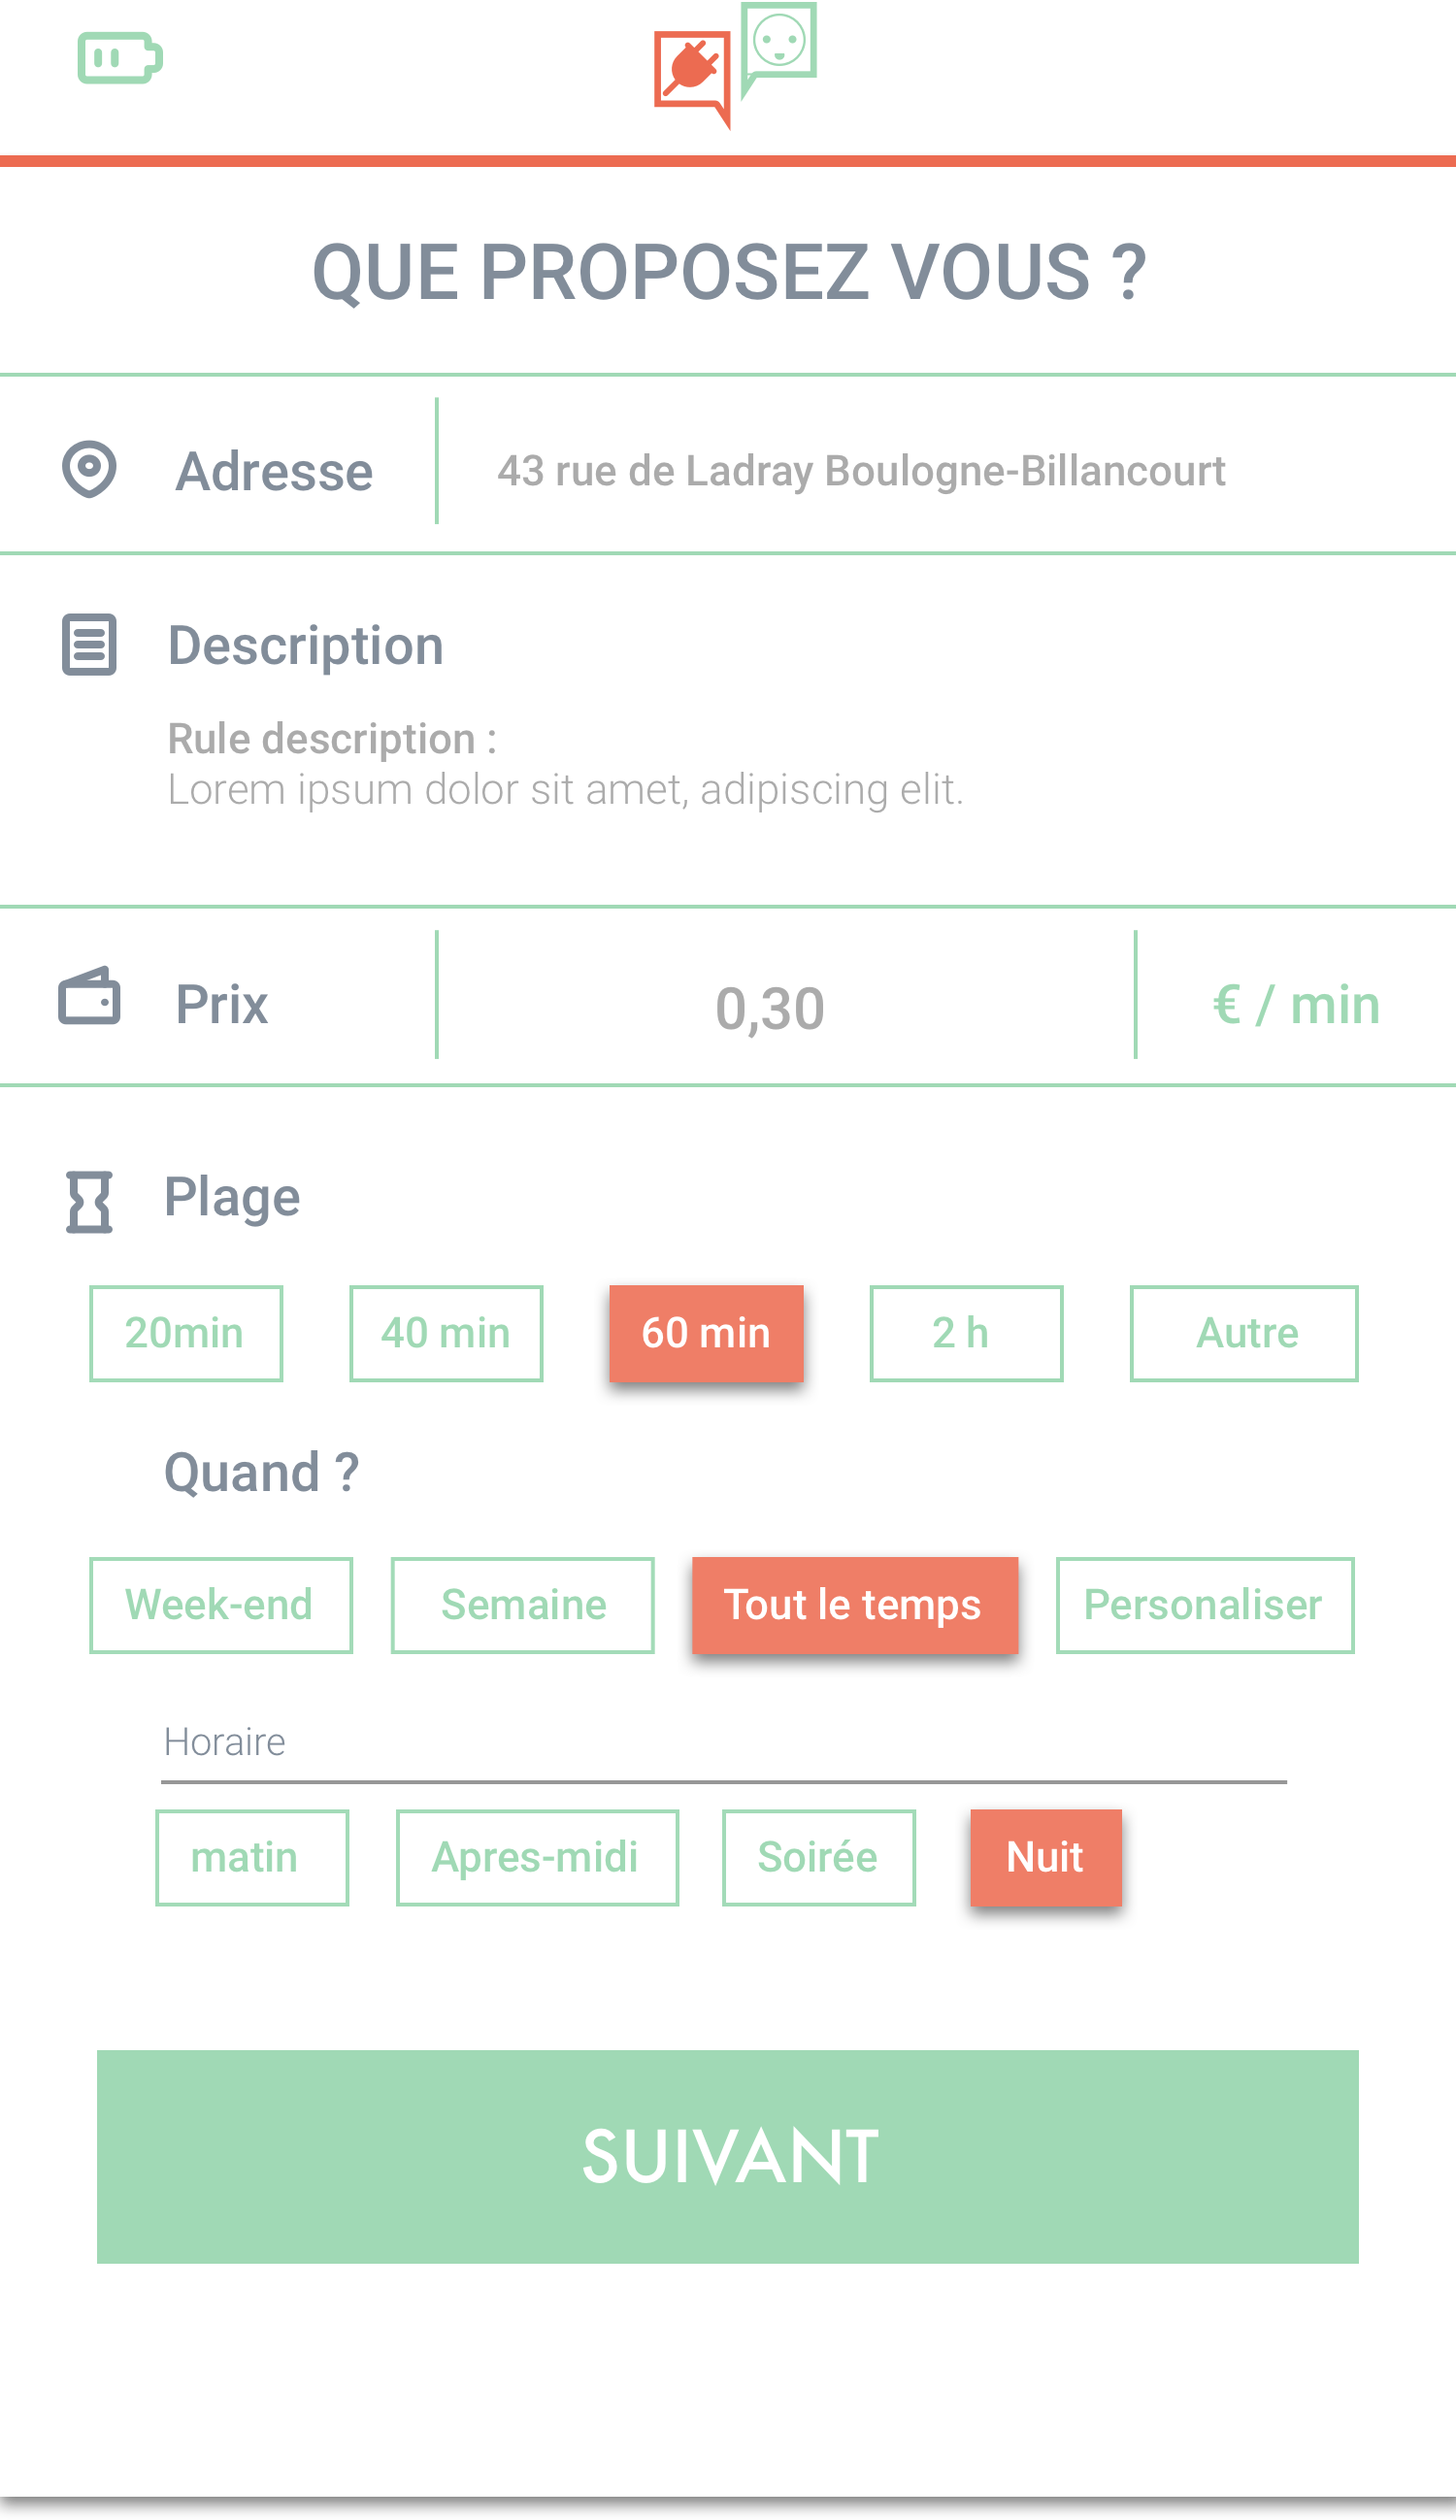 QUE PROPOSEZ VOUS ?
Adresse
43 rue de Ladray Boulogne-Billancourt
Description
Rule description :
Lorem ipsum dolor sit amet, adipiscing elit.
Prix
0,30
€ / min
Plage
20min
40 min
60 min
2 h
Autre
Quand ?
Week-end
Semaine
Tout le temps
Personaliser
Horaire
matin
Apres-midi
Soirée
Nuit
SUIVANT